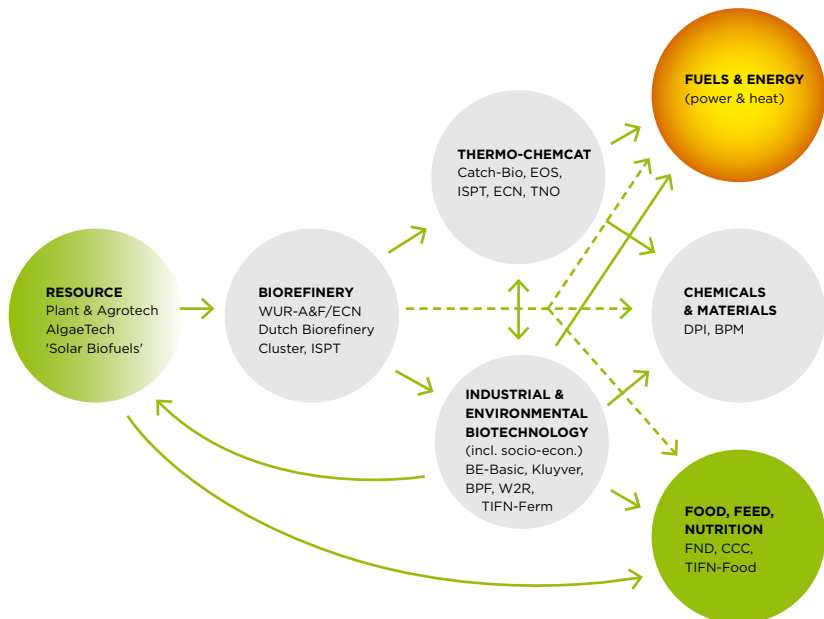 FUELS & ENERGY
(power & heat)
THERMO-CHEMCAT
Catch-Bio, EOS,
ISPT, ECN, TNO
RESOURCE
Plant & Agrotech
AlgaeTech
'Solar Biofuels'
BIOREFINERY
WUR-A&F/ECN
Dutch Biorefinery
Cluster, ISPT
CHEMICALS
& MATERIALS
DPI, BPM
INDUSTRIAL &
ENVIRONMENTAL
BIOTECHNOLOGY
(incl. socio-econ.)
BE-Basic, Kluyver,
BPF, W2R,
TIFN-Ferm
FOOD, FEED,
NUTRITION
FND, CCC,
TIFN-Food